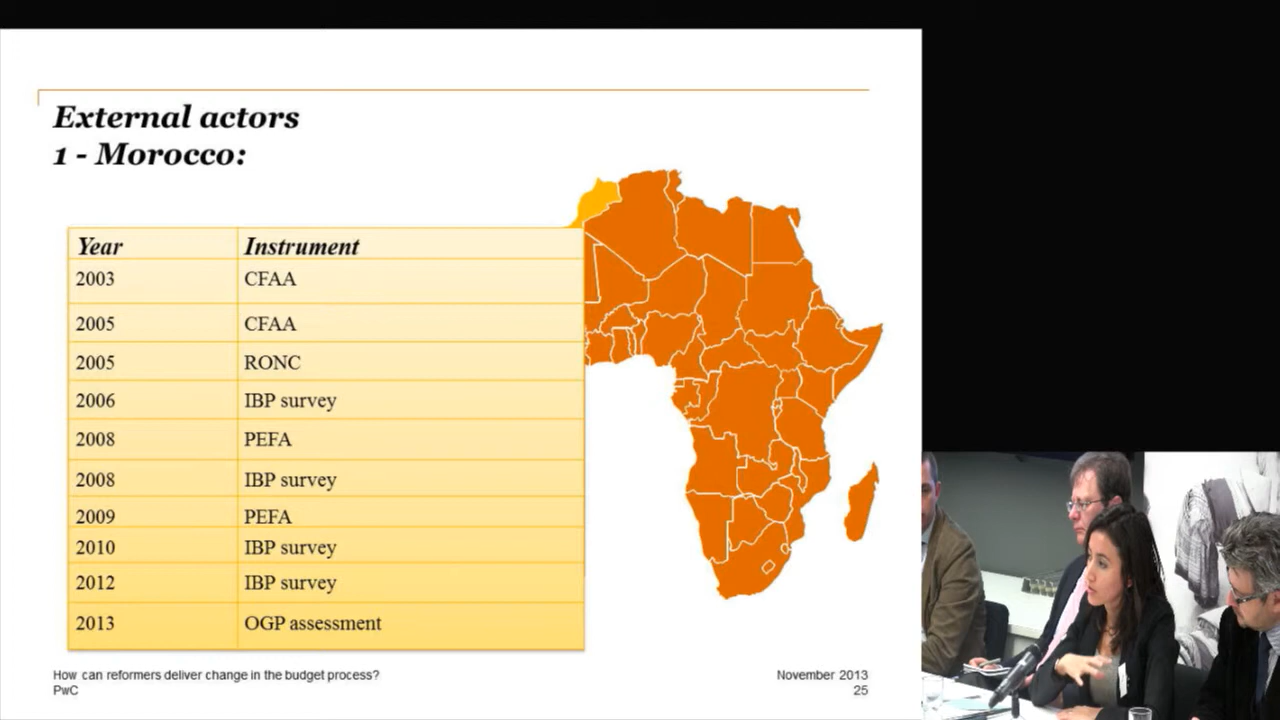 External actors
1 - Morocco:
Year Instrument
2003 CFAA
2005 CFAA
2005 RONC
2006 IBP survey
2008 PEFA
2008 IBP survey
2009 PEFA
2010 IBP survey
2012 IBP survey
2013 OGP assessment
How can reformers deliver change in the budget process? November 2013
PwC 25